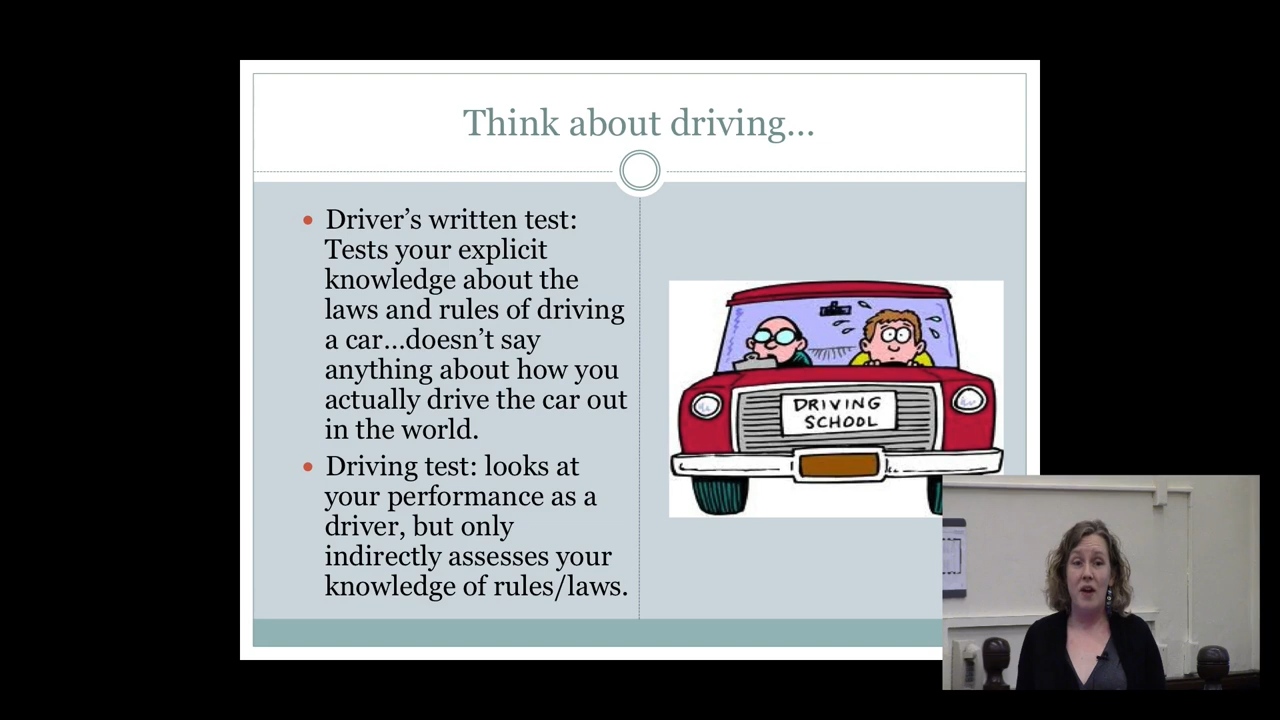 Think about driving...
• Driver’s written test:
Tests your explicit
knowledge about the
laws and rules of driving
a car...doesn’t say
anything about how you
actually drive the car out
in the world.
• Driving test: looks at
your performance as a
driver, but only
indirectly assesses your
knowledge of rules/laws.
DRIVING
SCHOOL